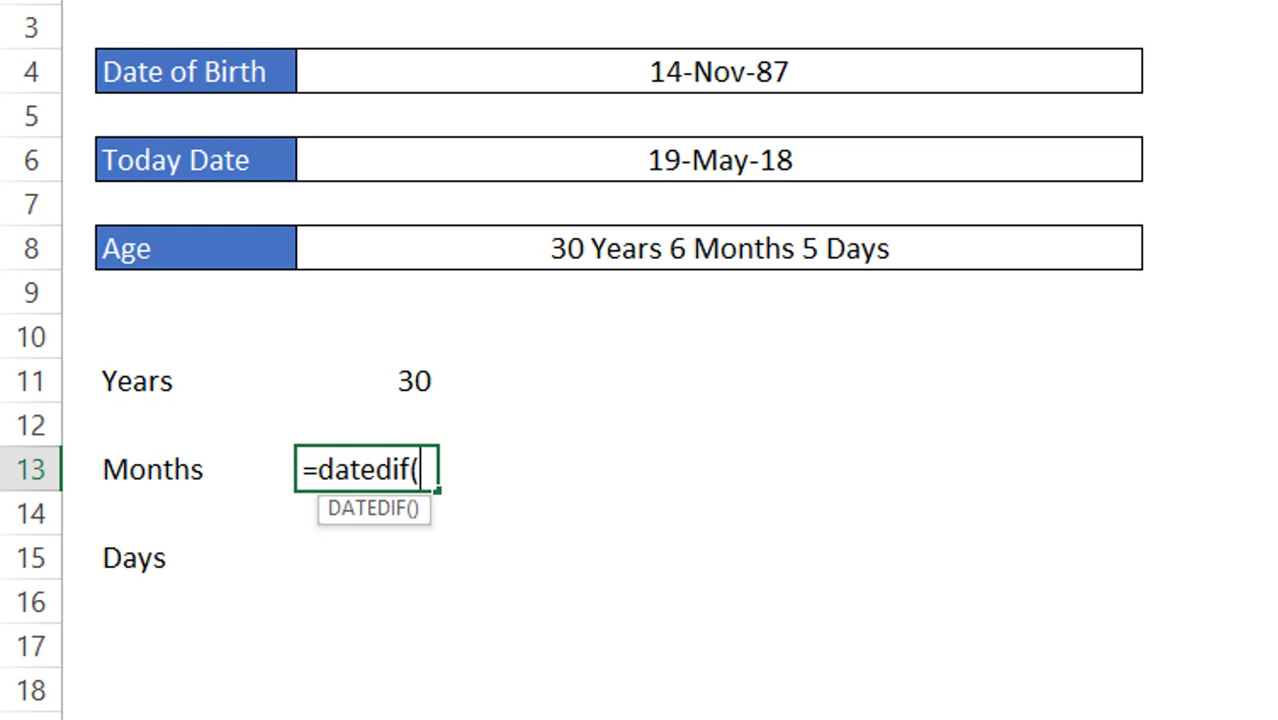 3
4 Date of Birth 14-Nov-87
5
6 Today Date 19-May-18
7
8 Age 30 Years 6 Months 5 Days
9
10
11 Years 30
12
13 Months =datedif(
14 DATEDIF()
15 Days
16
17
18